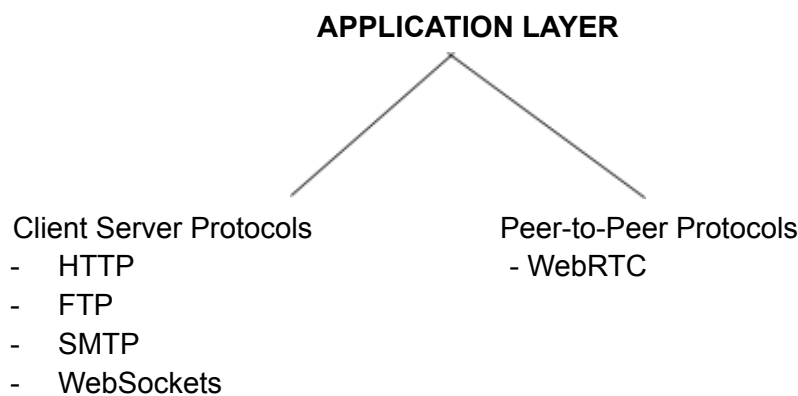 APPLICATION LAYER
Client Server Protocols
- HTTP
- FTP
- SMTP
- WebSockets
Peer-to-Peer Protocols
- WebRTC